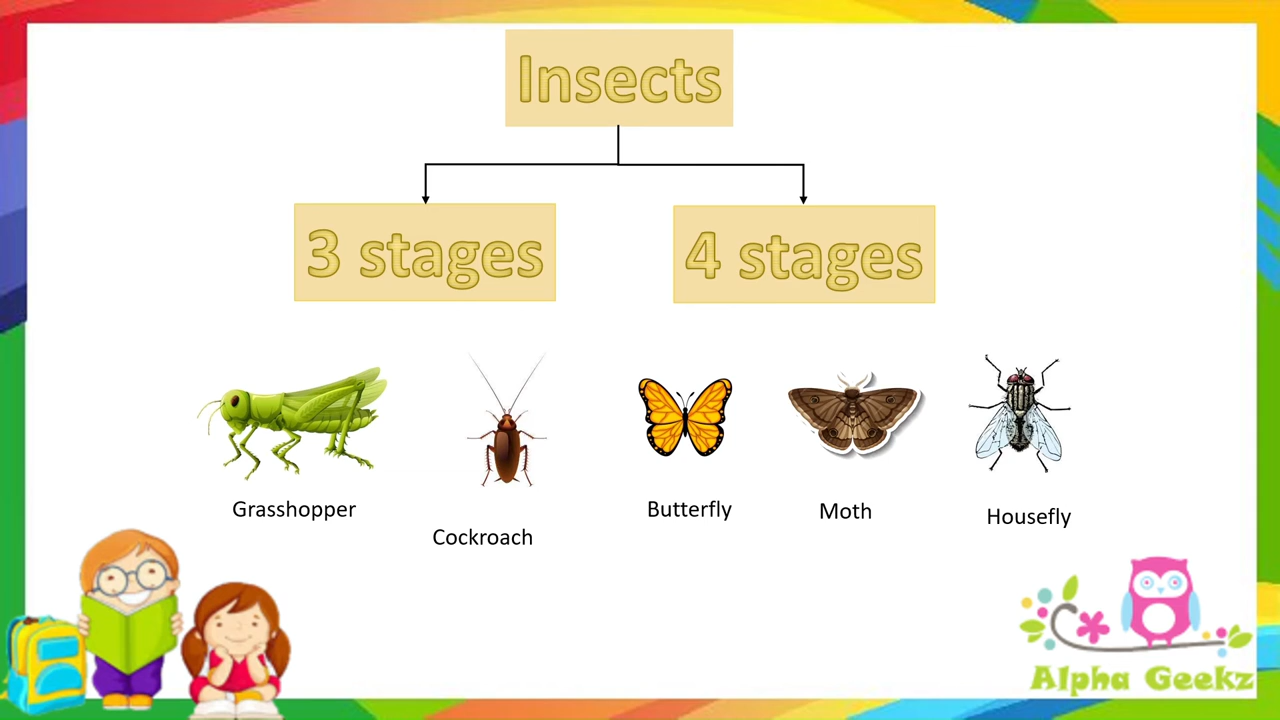 Insects
3 stages
4 stages
Grasshopper
Cockroach
Butterfly
Moth
Housefly
Alpha Geekz